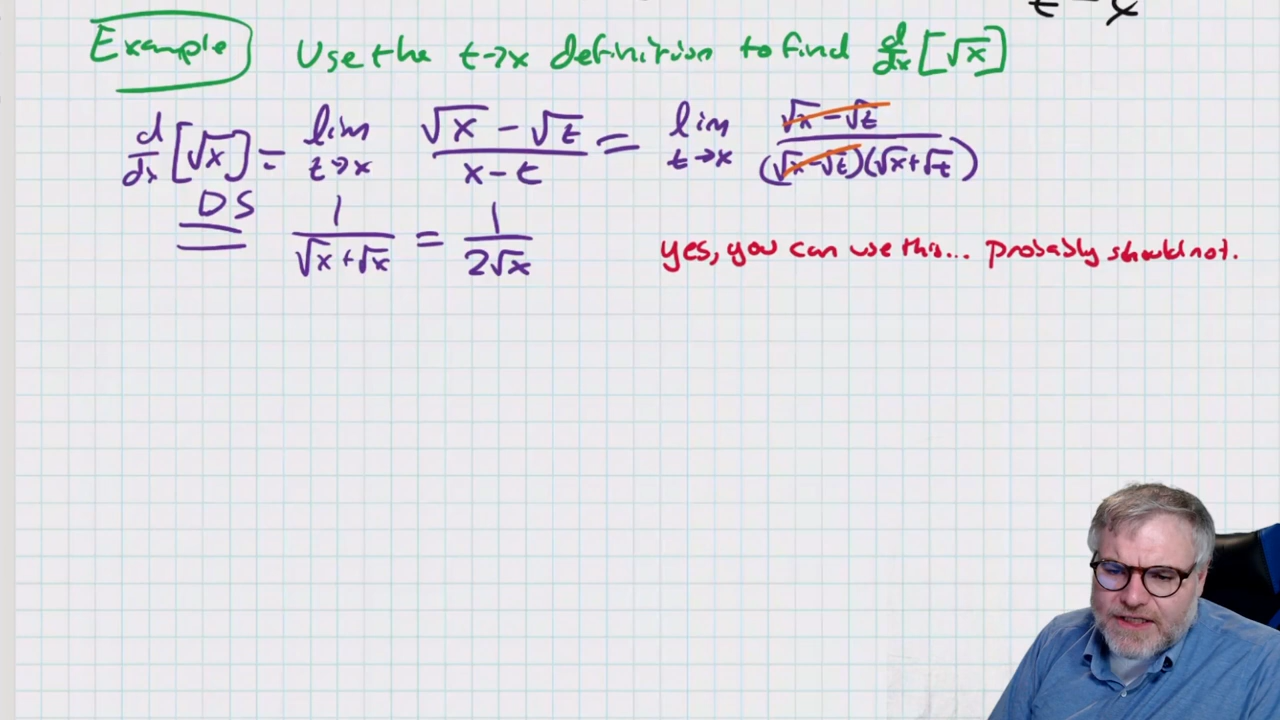 t - x
Example Use the t→x definition to find d/dx [√x]
d/dx [√x] = lim t→x (√x - √t)/(x - t) = lim t→x (√x - √t)/((√x - √t)(√x + √t))
DS = 1/(√x + √x) = 1/(2√x)
yes, you can use this... probably should not.